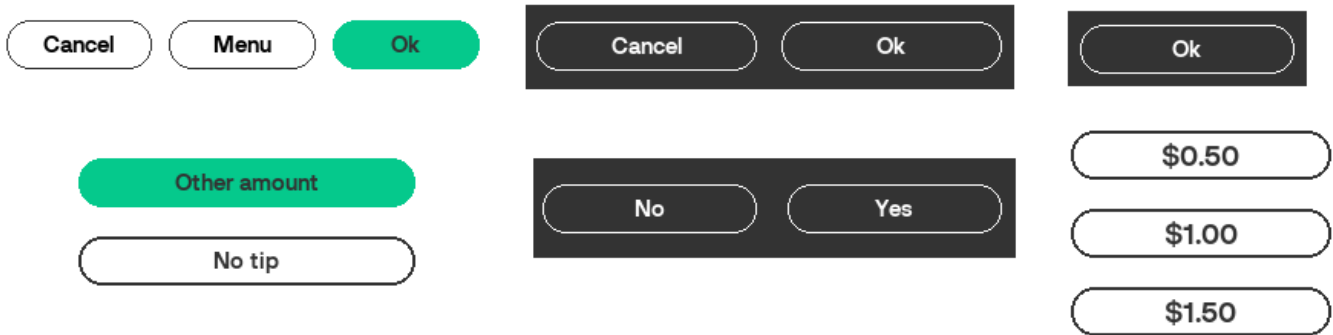 Cancel Menu Ok
Cancel Ok
Ok
Other amount
No tip
No Yes
$0.50
$1.00
$1.50